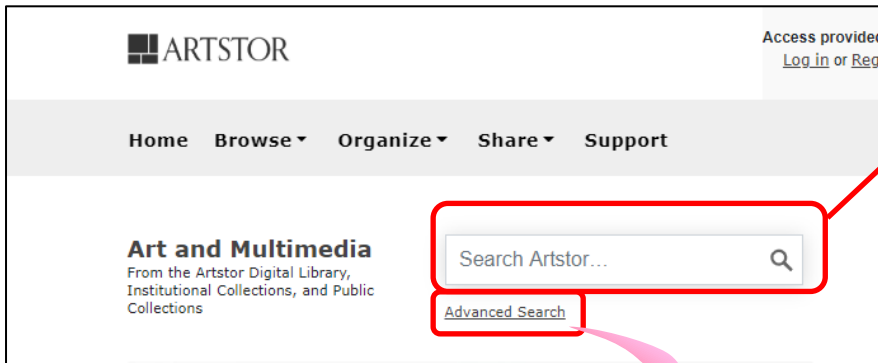 ARTSTOR
Access provided
Log in or Reg
Home Browse Organize Share Support
Art and Multimedia
From the Artstor Digital Library,
Institutional Collections, and Public
Collections
Search Artstor...
Advanced Search